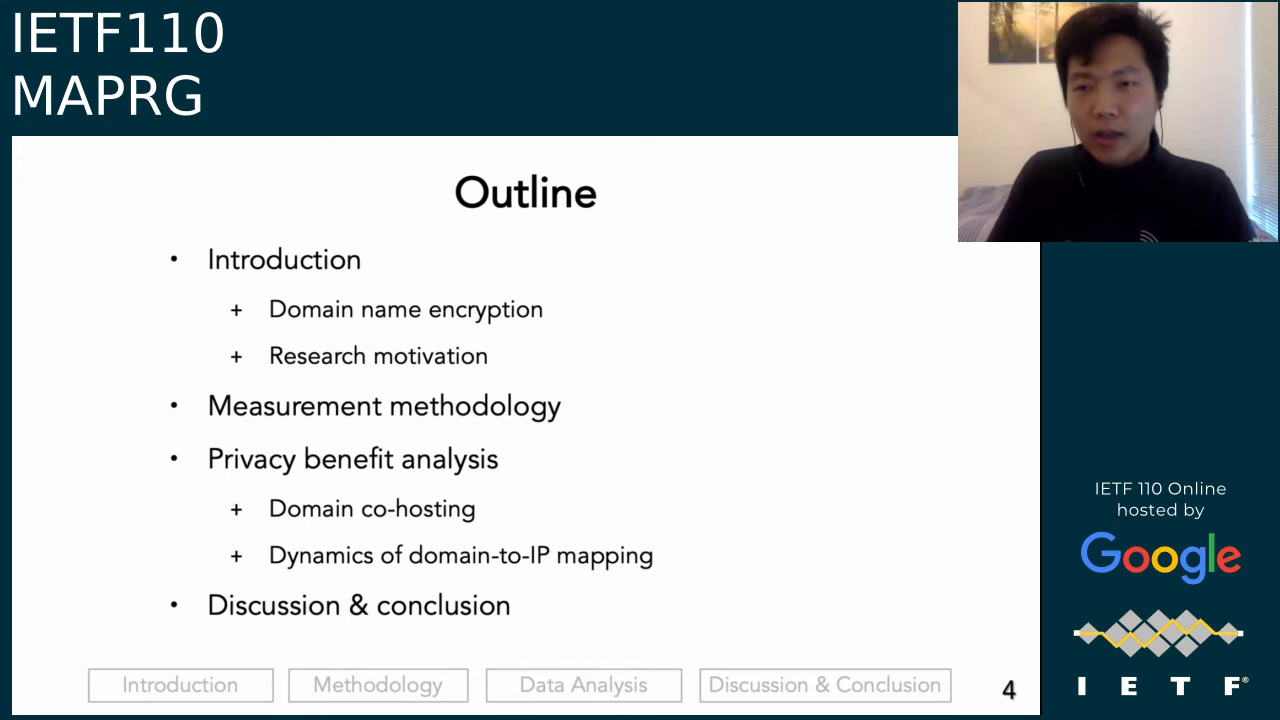 IETF110
MAPRG
Outline
• Introduction
+ Domain name encryption
+ Research motivation
• Measurement methodology
• Privacy benefit analysis
+ Domain co-hosting
+ Dynamics of domain-to-IP mapping
• Discussion & conclusion
Introduction
Methodology
Data Analysis
Discussion & Conclusion
4
IETF 110 Online
hosted by
Google
I E T F®